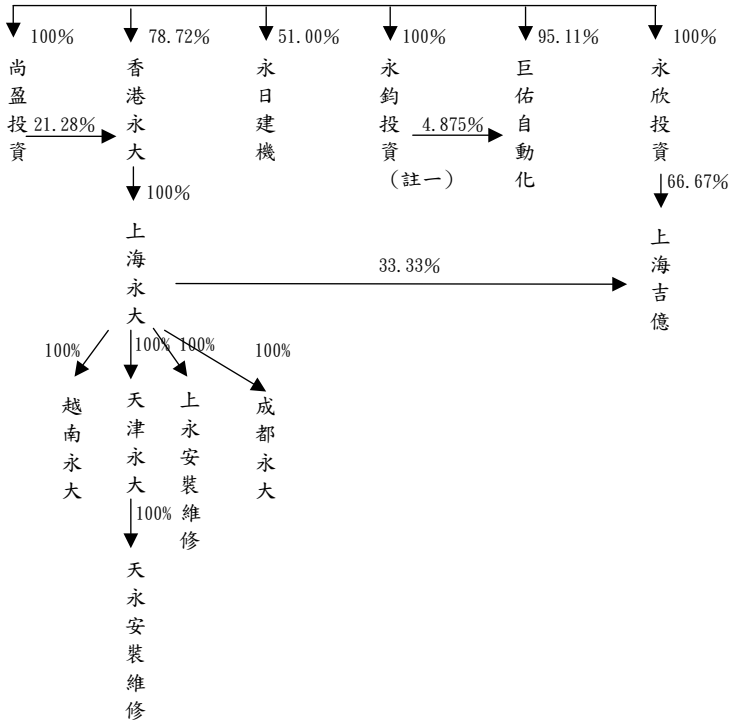 100%
78.72%
51.00%
100%
95.11%
100%
尚盈投資
香港永大
永日建機
永鈞投資
(註一)
巨佑自動化
永欣投資
21.28%
4.875%
100%
66.67%
上海永大
33.33%
上海吉億
100%
100%
100%
100%
越南永大
天津永大
上永安裝維修
成都永大
100%
天永安裝維修